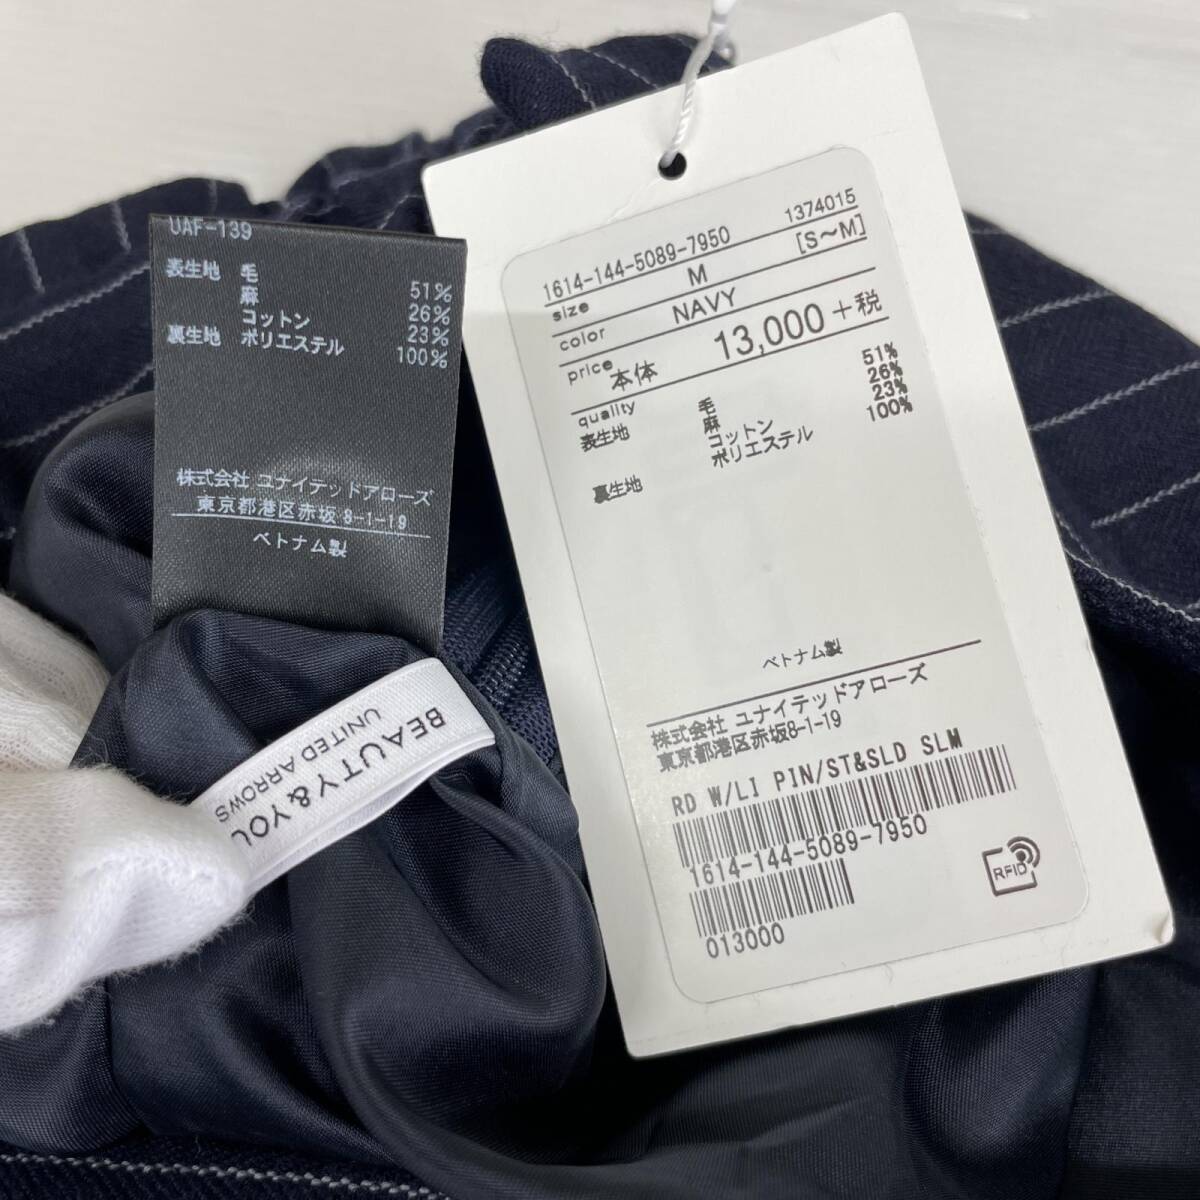 UAF-139
表生地 毛 51%
麻 26%
コットン 23%
裏生地 ポリエステル 100%
株式会社 ユナイテッドアローズ
東京都港区赤坂 8-1-19
ベトナム製
BEAUTY&YOU
UNITED ARROWS
1374015
1614-144-5089-7950
size M [S〜M]
color NAVY
price 本体 13,000+税
quality
表生地 毛 51%
麻 26%
コットン 23%
ポリエステル 100%
裏生地
ベトナム製
株式会社 ユナイテッドアローズ
東京都港区赤坂8-1-19
RD W/LI PIN/ST&SLD SLM
1614-144-5089-7950
013000
RFID